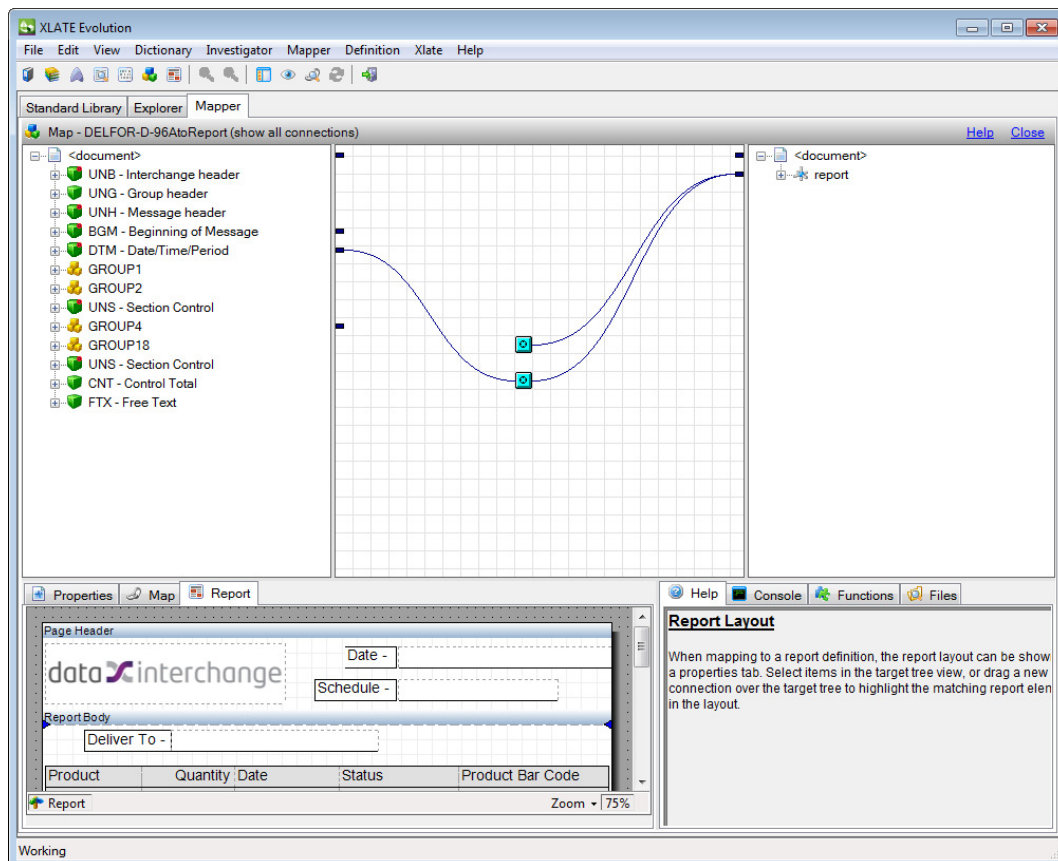 XLATE Evolution
File Edit View Dictionary Investigator Mapper Definition Xlate Help
Standard Library Explorer Mapper
Map - DELFOR-D-96AtoReport (show all connections) Help Close
<document>
UNB - Interchange header
UNG - Group header
UNH - Message header
BGM - Beginning of Message
DTM - Date/Time/Period
GROUP1
GROUP2
UNS - Section Control
GROUP4
GROUP18
UNS - Section Control
CNT - Control Total
FTX - Free Text
<document>
report
Properties Map Report
Page Header
data interchange
Date -
Schedule -
Report Body
Deliver To -
Product Quantity Date Status Product Bar Code
Report Zoom 75%
Help Console Functions Files
Report Layout
When mapping to a report definition, the report layout can be show
a properties tab. Select items in the target tree view, or drag a new
connection over the target tree to highlight the matching report elen
in the layout.
Working